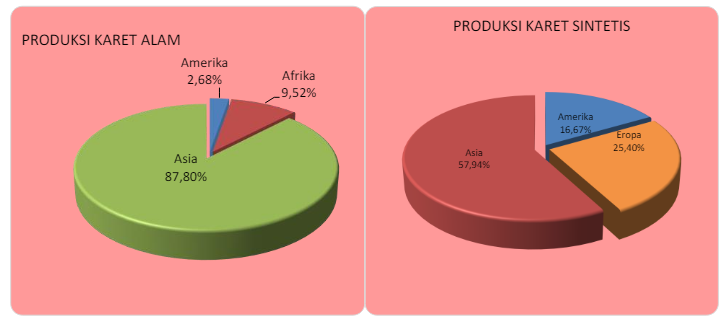 PRODUKSI KARET ALAM
Amerika
2,68%
Afrika
9,52%
Asia
87,80%
PRODUKSI KARET SINTETIS
Amerika
16,67%
Eropa
25,40%
Asia
57,94%